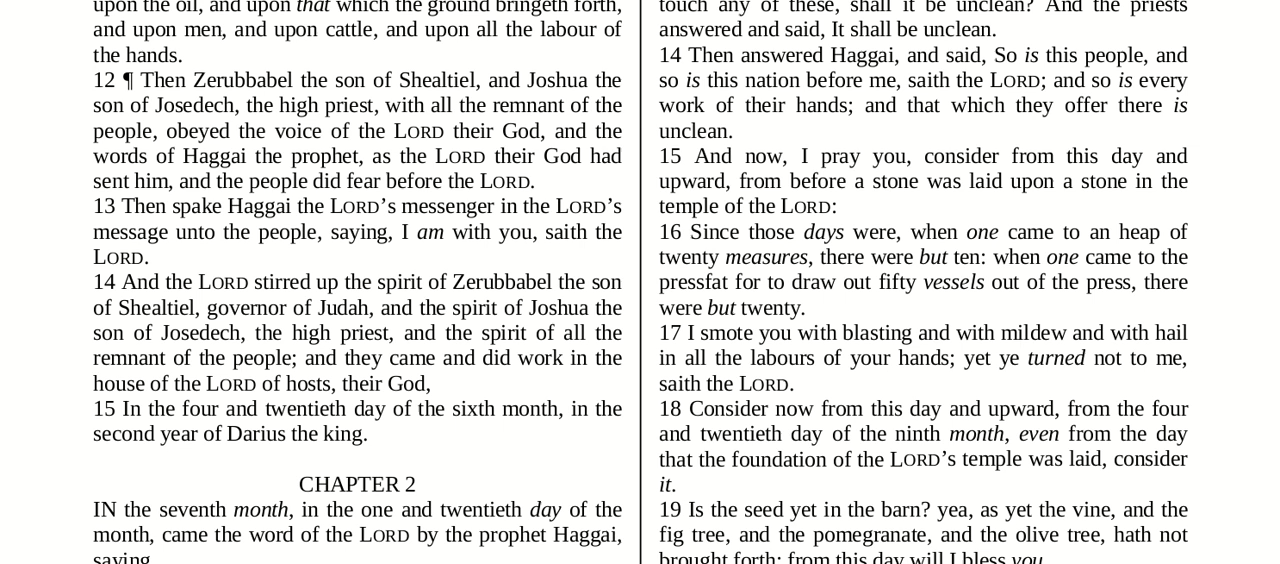 upon the oil, and upon that which the ground bringeth forth,
and upon men, and upon cattle, and upon all the labour of
the hands.
12 ¶ Then Zerubbabel the son of Shealtiel, and Joshua the
son of Josedech, the high priest, with all the remnant of the
people, obeyed the voice of the LORD their God, and the
words of Haggai the prophet, as the LORD their God had
sent him, and the people did fear before the LORD.
13 Then spake Haggai the LORD’s messenger in the LORD’s
message unto the people, saying, I am with you, saith the
LORD.
14 And the LORD stirred up the spirit of Zerubbabel the son
of Shealtiel, governor of Judah, and the spirit of Joshua the
son of Josedech, the high priest, and the spirit of all the
remnant of the people; and they came and did work in the
house of the LORD of hosts, their God,
15 In the four and twentieth day of the sixth month, in the
second year of Darius the king.
CHAPTER 2
IN the seventh month, in the one and twentieth day of the
month, came the word of the LORD by the prophet Haggai,
saying
touch any of these, shall it be unclean? And the priests
answered and said, It shall be unclean.
14 Then answered Haggai, and said, So is this people, and
so is this nation before me, saith the LORD; and so is every
work of their hands; and that which they offer there is
unclean.
15 And now, I pray you, consider from this day and
upward, from before a stone was laid upon a stone in the
temple of the LORD:
16 Since those days were, when one came to an heap of
twenty measures, there were but ten: when one came to the
pressfat for to draw out fifty vessels out of the press, there
were but twenty.
17 I smote you with blasting and with mildew and with hail
in all the labours of your hands; yet ye turned not to me,
saith the LORD.
18 Consider now from this day and upward, from the four
and twentieth day of the ninth month, even from the day
that the foundation of the LORD’s temple was laid, consider
it.
19 Is the seed yet in the barn? yea, as yet the vine, and the
fig tree, and the pomegranate, and the olive tree, hath not
brought forth: from this day will I bless you